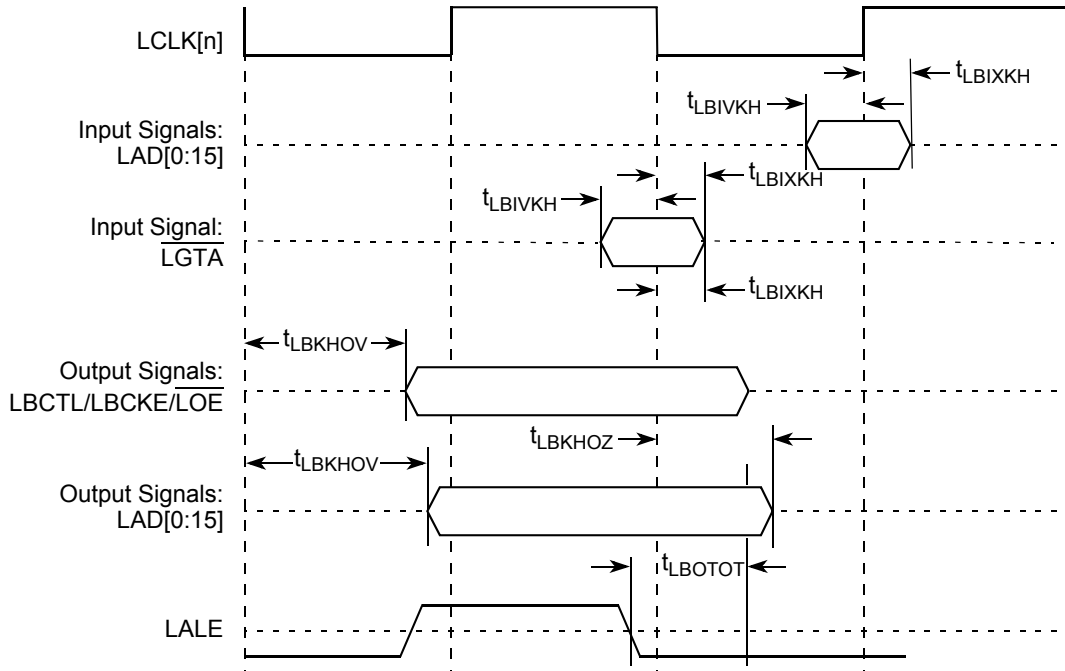 LCLK[n]
tLBIXKH
tLBIVKH
Input Signals:
LAD[0:15]
tLBIXKH
tLBIVKH
Input Signal:
LGTA
tLBIXKH
tLBKHOV
Output Signals:
LBCTL/LBCKE/LOE
tLBKHOZ
tLBKHOV
Output Signals:
LAD[0:15]
tLBOTOT
LALE